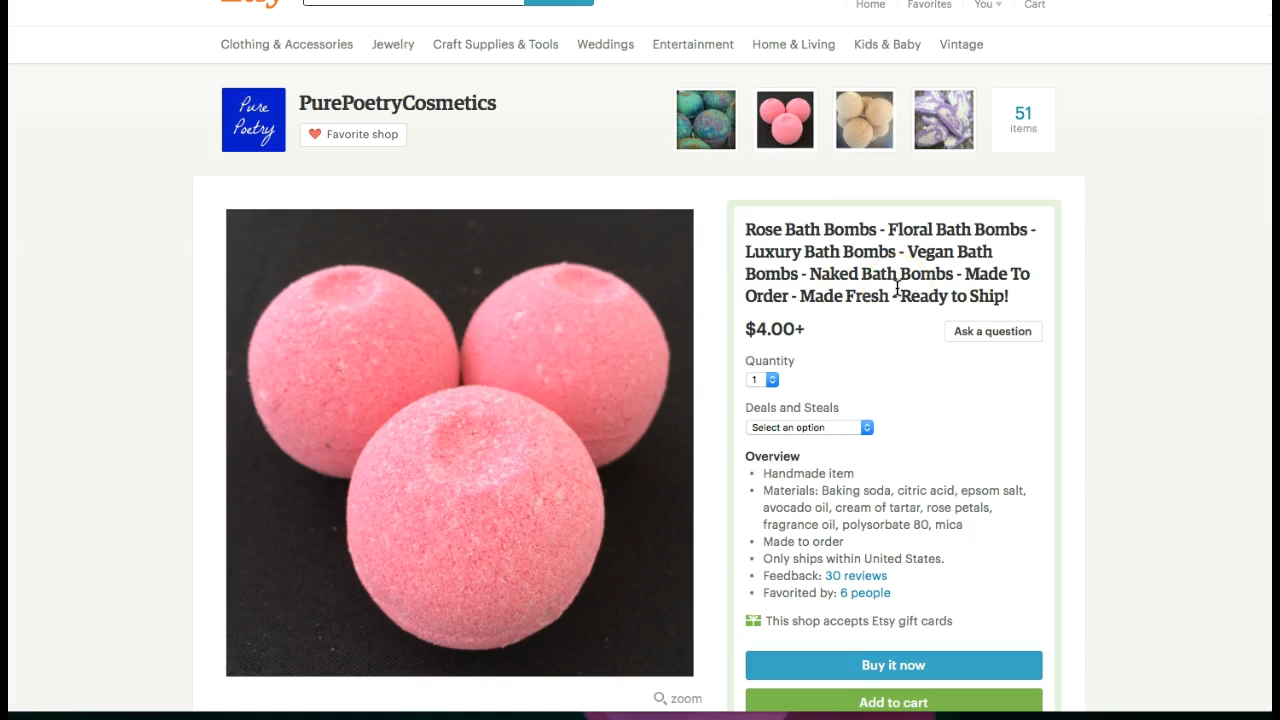 Etsy
Home Favorites You Cart
Clothing & Accessories Jewelry Craft Supplies & Tools Weddings Entertainment Home & Living Kids & Baby Vintage
Pure
Poetry
PurePoetryCosmetics
Favorite shop
51
items
Rose Bath Bombs - Floral Bath Bombs -
Luxury Bath Bombs - Vegan Bath
Bombs - Naked Bath Bombs - Made To
Order - Made Fresh - Ready to Ship!
$4.00+
Ask a question
Quantity
1
Deals and Steals
Select an option
Overview
• Handmade item
• Materials: Baking soda, citric acid, epsom salt,
avocado oil, cream of tartar, rose petals,
fragrance oil, polysorbate 80, mica
• Made to order
• Only ships within United States.
• Feedback: 30 reviews
• Favorited by: 6 people
This shop accepts Etsy gift cards
Buy it now
Add to cart
zoom